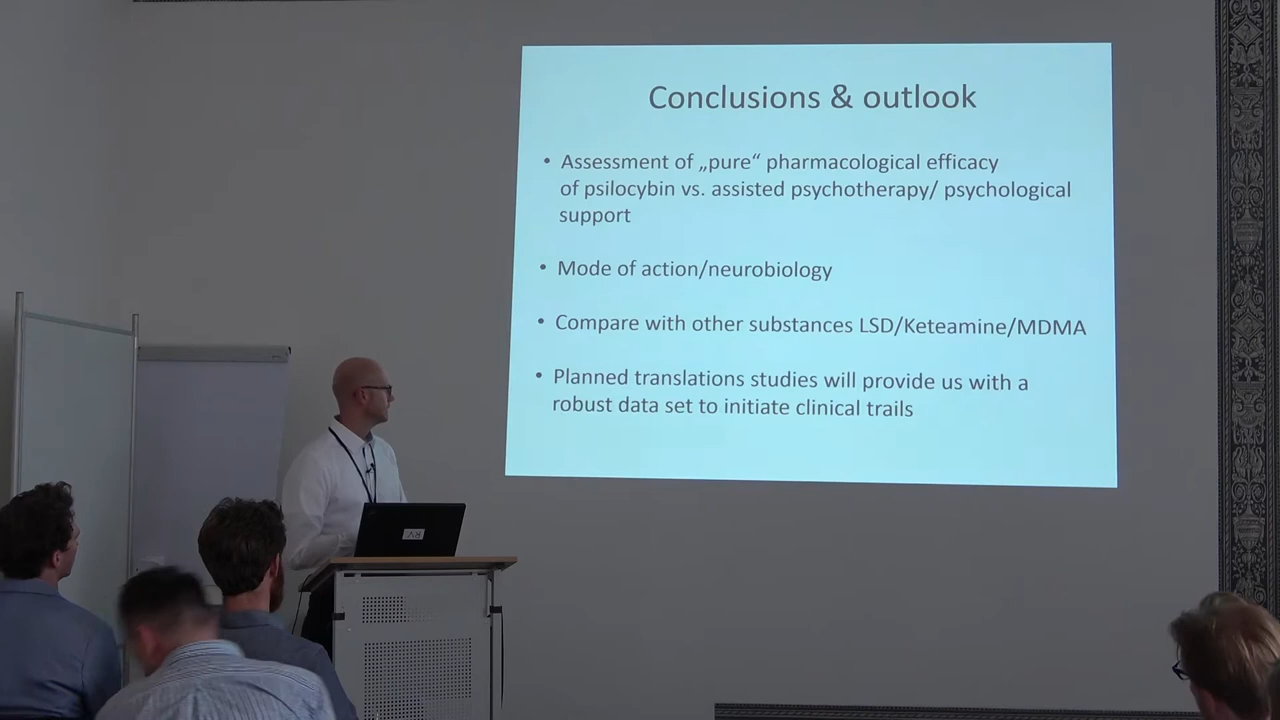 Conclusions & outlook
• Assessment of „pure“ pharmacological efficacy
of psilocybin vs. assisted psychotherapy/ psychological
support
• Mode of action/neurobiology
• Compare with other substances LSD/Keteamine/MDMA
• Planned translations studies will provide us with a
robust data set to initiate clinical trails